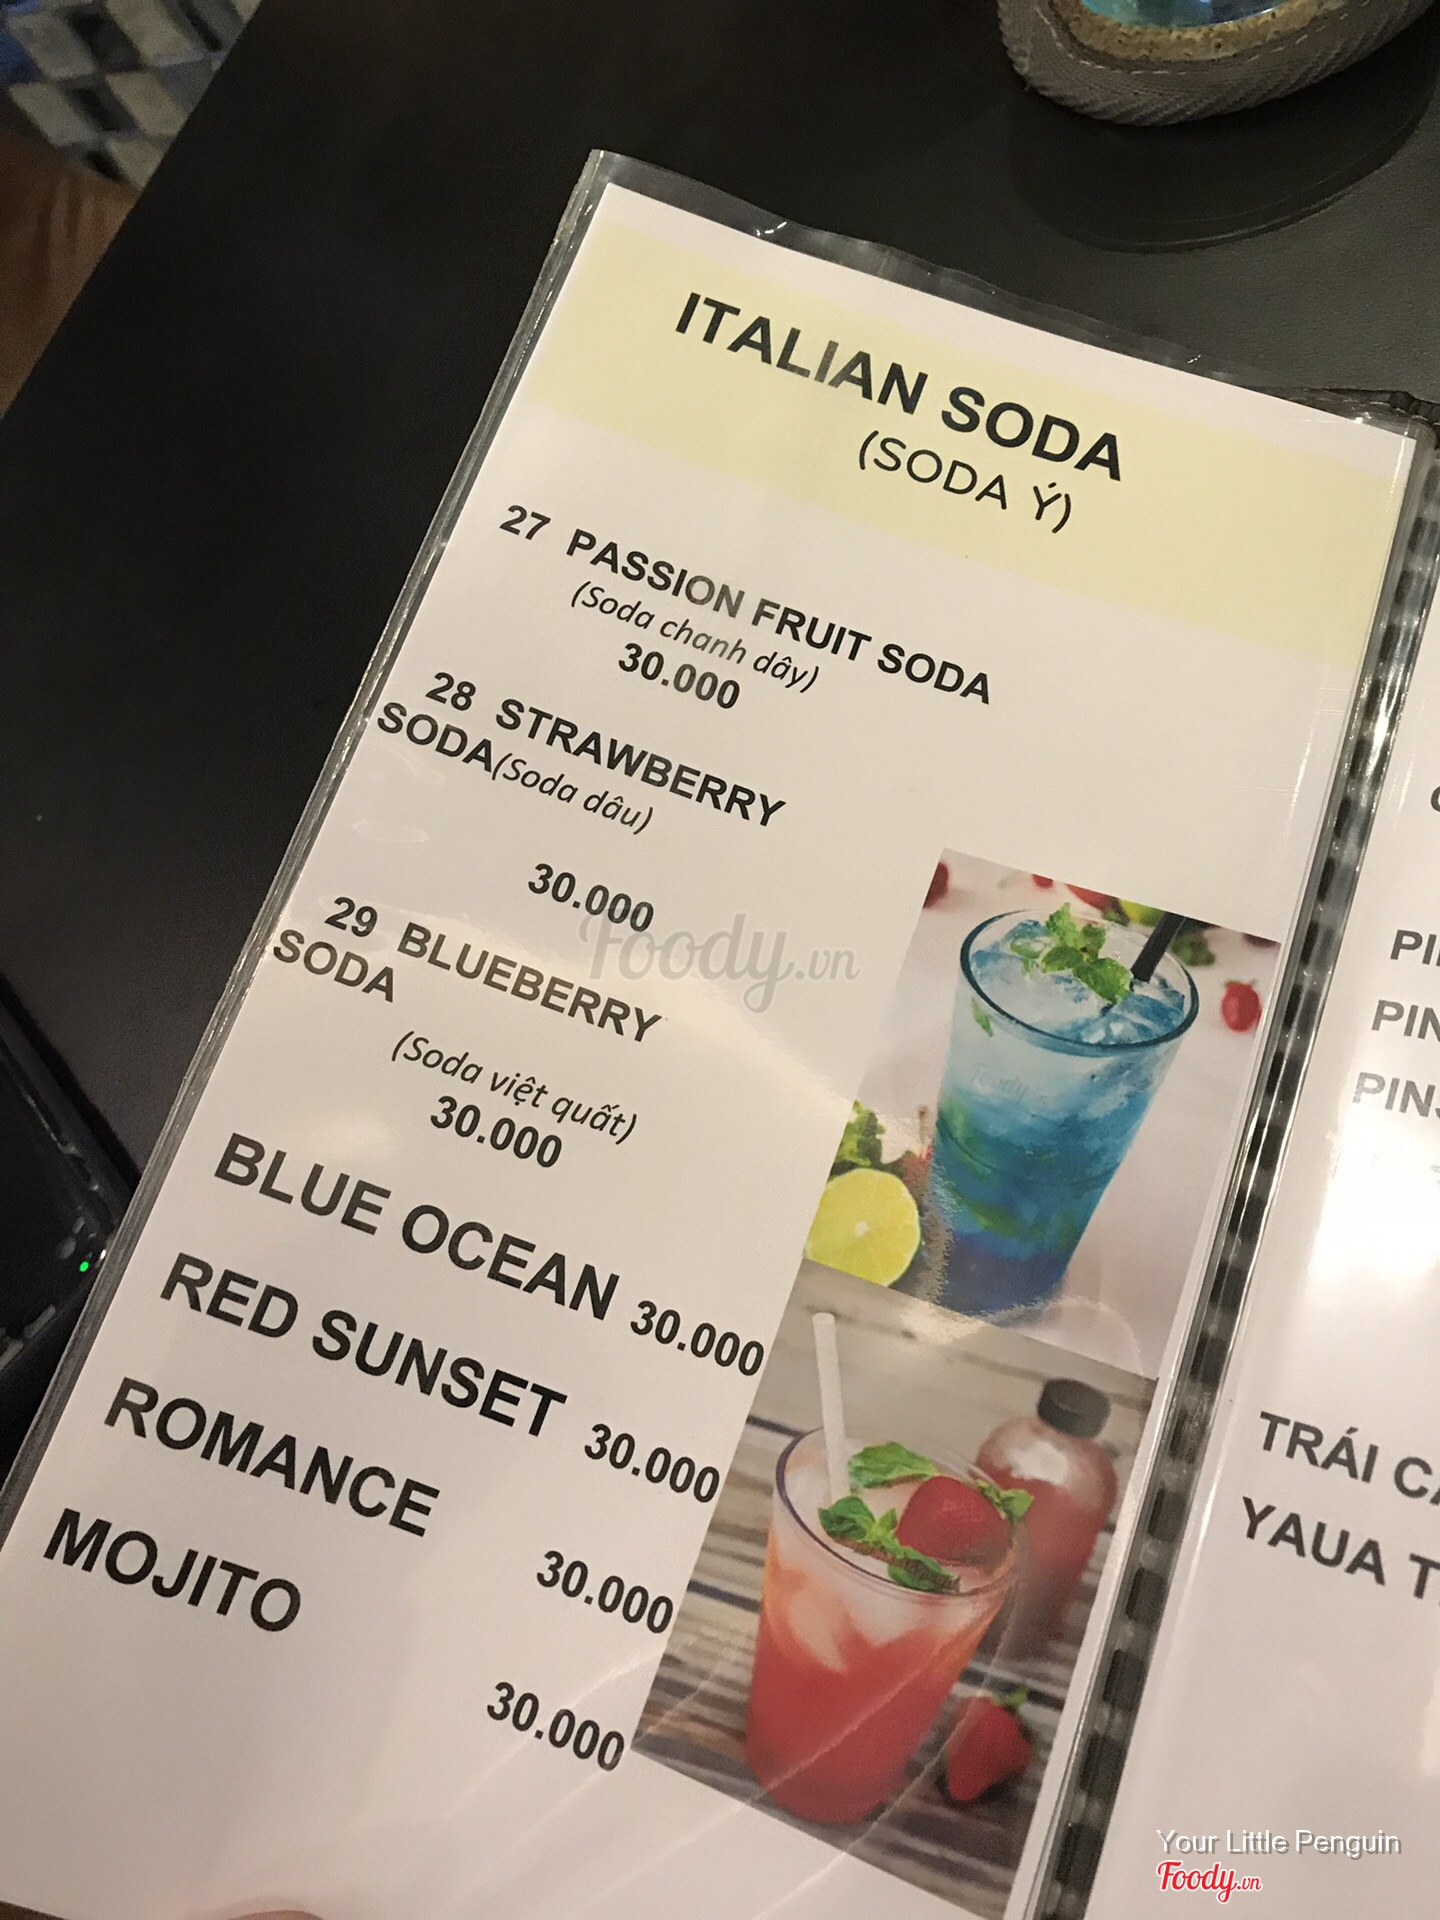 ITALIAN SODA
(SODA Ý)
27 PASSION FRUIT SODA
(Soda chanh dây)
30.000
28 STRAWBERRY
SODA(Soda dâu)
30.000
29 BLUEBERRY
SODA
(Soda việt quất)
30.000
BLUE OCEAN 30.000
RED SUNSET 30.000
ROMANCE
30.000
MOJITO
30.000
TRÁI
YAUA
Foody.vn
Your Little Penguin
Foody.vn